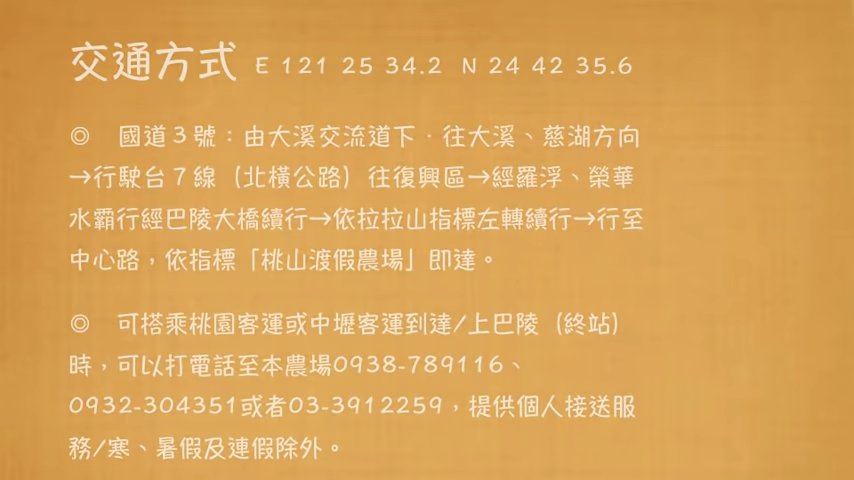 交通方式 E 121 25 34.2 N 24 42 35.6
◎ 國道3號：由大溪交流道下‧往大溪、慈湖方向
→行駛台7線（北橫公路）往復興區→經羅浮、榮華
水霸行經巴陵大橋續行→依拉拉山指標左轉續行→行至
中心路，依指標「桃山渡假農場」即達。
◎ 可搭乘桃園客運或中壢客運到達/上巴陵（終站）
時，可以打電話至本農場0938-789116、
0932-304351或者03-3912259，提供個人接送服
務/寒、暑假及連假除外。